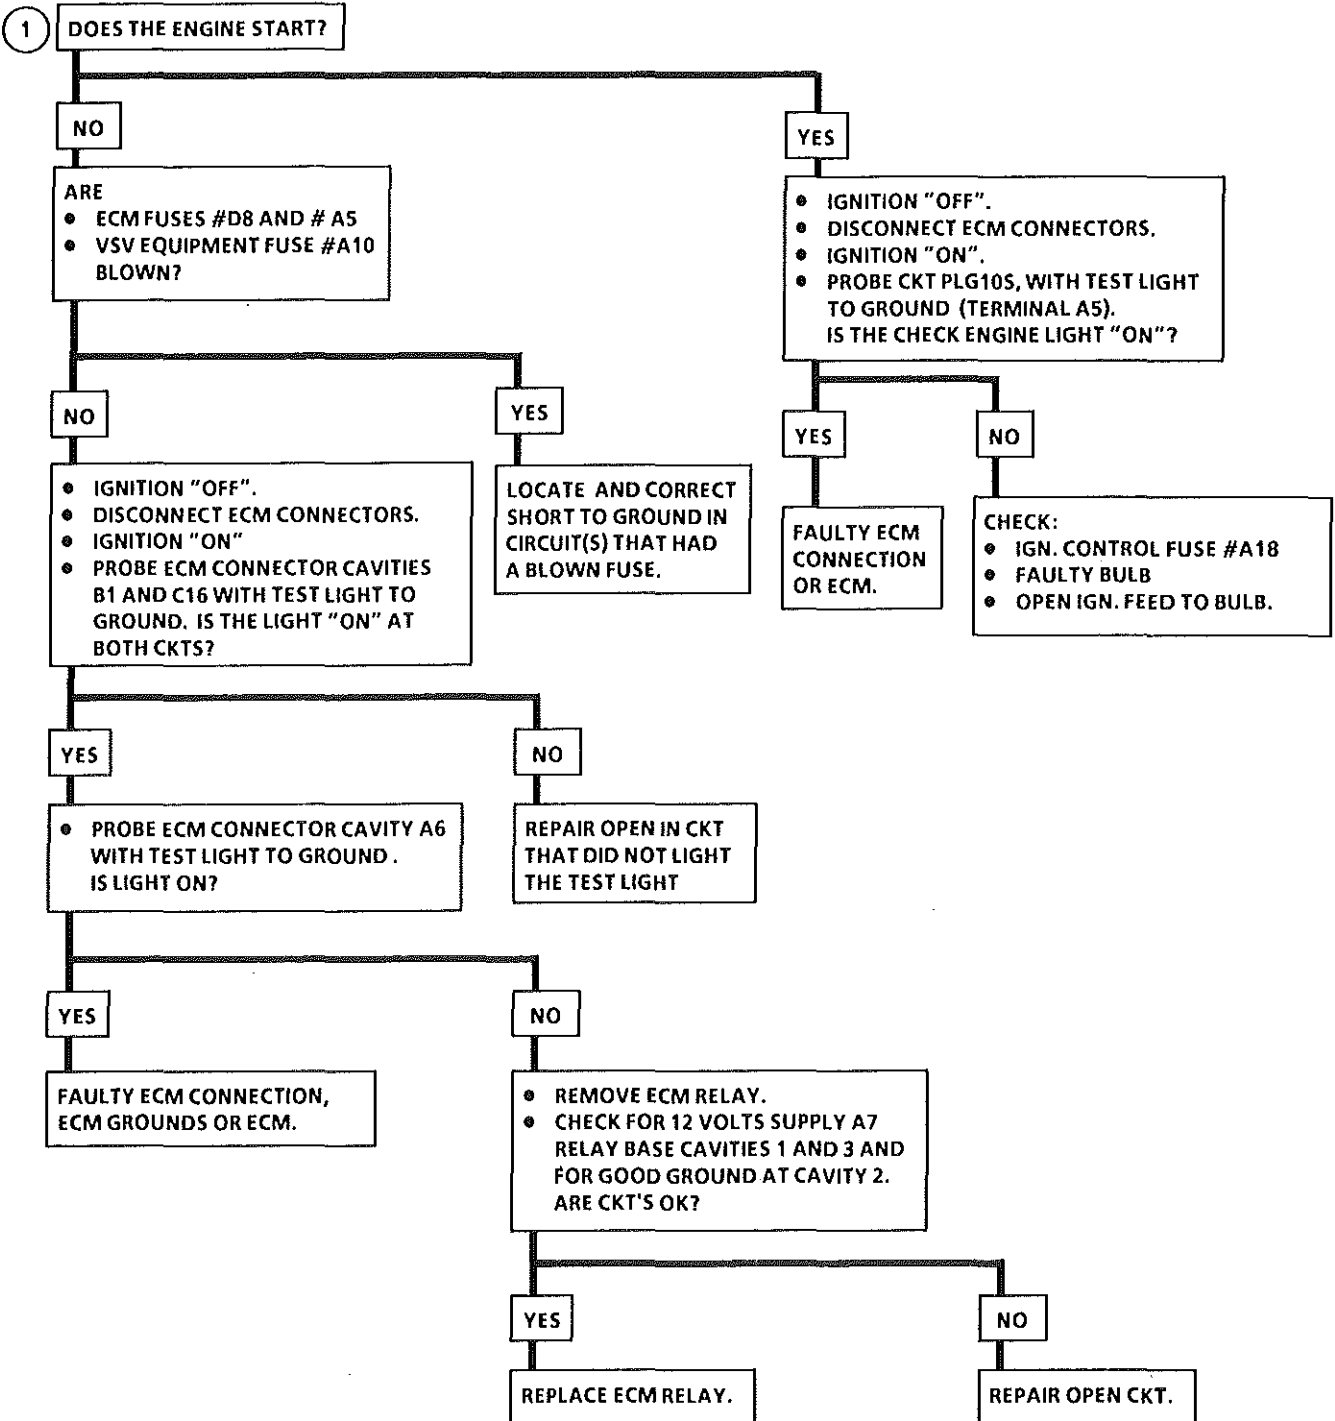 1 DOES THE ENGINE START?
NO
YES
ARE
• ECM FUSES #D8 AND # A5
• VSV EQUIPMENT FUSE #A10
BLOWN?
• IGNITION "OFF".
• DISCONNECT ECM CONNECTORS.
• IGNITION "ON".
• PROBE CKT PLG10S, WITH TEST LIGHT
TO GROUND (TERMINAL A5).
IS THE CHECK ENGINE LIGHT "ON"?
NO
YES
YES
NO
• IGNITION "OFF".
• DISCONNECT ECM CONNECTORS.
• IGNITION "ON"
• PROBE ECM CONNECTOR CAVITIES
B1 AND C16 WITH TEST LIGHT TO
GROUND. IS THE LIGHT "ON" AT
BOTH CKTS?
LOCATE AND CORRECT
SHORT TO GROUND IN
CIRCUIT(S) THAT HAD
A BLOWN FUSE.
FAULTY ECM
CONNECTION
OR ECM.
CHECK:
• IGN. CONTROL FUSE #A18
• FAULTY BULB
• OPEN IGN. FEED TO BULB.
YES
NO
• PROBE ECM CONNECTOR CAVITY A6
WITH TEST LIGHT TO GROUND .
IS LIGHT ON?
REPAIR OPEN IN CKT
THAT DID NOT LIGHT
THE TEST LIGHT
YES
NO
FAULTY ECM CONNECTION,
ECM GROUNDS OR ECM.
• REMOVE ECM RELAY.
• CHECK FOR 12 VOLTS SUPPLY A7
RELAY BASE CAVITIES 1 AND 3 AND
FOR GOOD GROUND AT CAVITY 2.
ARE CKT'S OK?
YES
NO
REPLACE ECM RELAY.
REPAIR OPEN CKT.